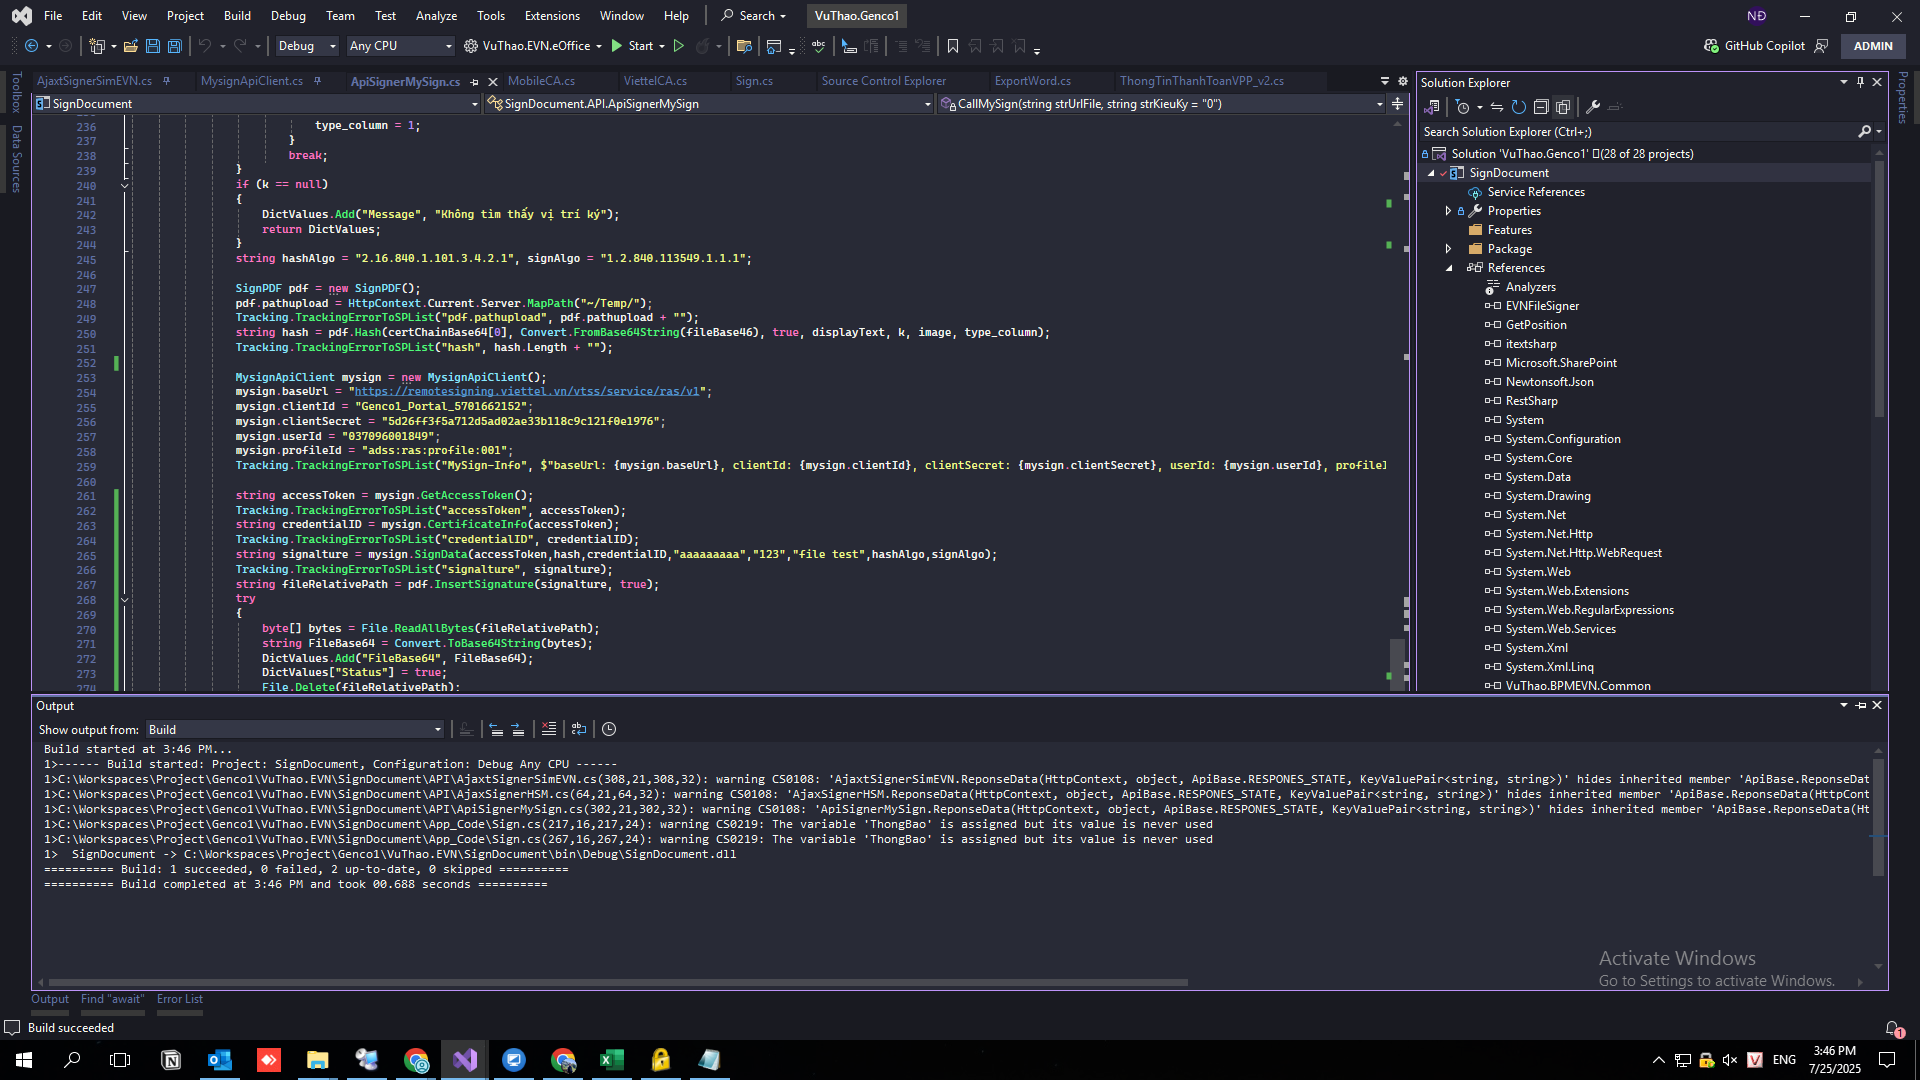 File Edit View Project Build Debug Team Test Analyze Tools Extensions Window Help Search VuThao.Genco1 NĐ
Debug Any CPU VuThao.EVN.eOffice Start GitHub Copilot ADMIN
AjaxtSignerSimEVN.cs MysignApiClient.cs ApiSignerMySign.cs MobileCA.cs ViettelCA.cs Sign.cs Source Control Explorer ExportWord.cs ThongTinThanhToanVPP_v2.cs
SignDocument SignDocument.API.ApiSignerMySign CallMySign(string strUrlFile, string strKieuKy = "0")
Toolbox
Data Sources
236 type_column = 1;
237 }
238 break;
239 }
240 if (k == null)
241 {
242 DictValues.Add("Message", "Không tìm thấy vị trí ký");
243 return DictValues;
244 }
245 string hashAlgo = "2.16.840.1.101.3.4.2.1", signAlgo = "1.2.840.113549.1.1.1";
246
247 SignPDF pdf = new SignPDF();
248 pdf.pathupload = HttpContext.Current.Server.MapPath("~/Temp/");
249 Tracking.TrackingErrorToSPList("pdf.pathupload", pdf.pathupload + "");
250 string hash = pdf.Hash(certChainBase64[0], Convert.FromBase64String(fileBase46), true, displayText, k, image, type_column);
251 Tracking.TrackingErrorToSPList("hash", hash.Length + "");
252
253 MysignApiClient mysign = new MysignApiClient();
254 mysign.baseUrl = "https://remotesigning.viettel.vn/vtss/service/ras/v1";
255 mysign.clientId = "Genco1_Portal_5701662152";
256 mysign.clientSecret = "5d26ff3f5a712d5ad02ae33b118c9c121f0e1976";
257 mysign.userId = "037096001849";
258 mysign.profileId = "adss:ras:profile:001";
259 Tracking.TrackingErrorToSPList("MySign-Info", $"baseUrl: {mysign.baseUrl}, clientId: {mysign.clientId}, clientSecret: {mysign.clientSecret}, userId: {mysign.userId}, profileI
260
261 string accessToken = mysign.GetAccessToken();
262 Tracking.TrackingErrorToSPList("accessToken", accessToken);
263 string credentialID = mysign.CertificateInfo(accessToken);
264 Tracking.TrackingErrorToSPList("credentialID", credentialID);
265 string signalture = mysign.SignData(accessToken,hash,credentialID,"aaaaaaaaa","123","file test",hashAlgo,signAlgo);
266 Tracking.TrackingErrorToSPList("signalture", signalture);
267 string fileRelativePath = pdf.InsertSignature(signalture, true);
268 try
269 {
270 byte[] bytes = File.ReadAllBytes(fileRelativePath);
271 string FileBase64 = Convert.ToBase64String(bytes);
272 DictValues.Add("FileBase64", FileBase64);
273 DictValues["Status"] = true;
274 File.Delete(fileRelativePath);
Solution Explorer
Search Solution Explorer (Ctrl+;)
Solution 'VuThao.Genco1' (28 of 28 projects)
SignDocument
Service References
Properties
Features
Package
References
Analyzers
EVNFileSigner
GetPosition
itextsharp
Microsoft.SharePoint
Newtonsoft.Json
RestSharp
System
System.Configuration
System.Core
System.Data
System.Drawing
System.Net
System.Net.Http
System.Net.Http.WebRequest
System.Web
System.Web.Extensions
System.Web.RegularExpressions
System.Web.Services
System.Xml
System.Xml.Linq
VuThao.BPMEVN.Common
Properties
Output
Show output from: Build
Build started at 3:46 PM...
1>------ Build started: Project: SignDocument, Configuration: Debug Any CPU ------
1>C:\Workspaces\Project\Genco1\VuThao.EVN\SignDocument\API\AjaxtSignerSimEVN.cs(308,21,308,32): warning CS0108: 'AjaxtSignerSimEVN.ReponseData(HttpContext, object, ApiBase.RESPONES_STATE, KeyValuePair<string, string>)' hides inherited member 'ApiBase.ReponseDat
1>C:\Workspaces\Project\Genco1\VuThao.EVN\SignDocument\API\AjaxSignerHSM.cs(64,21,64,32): warning CS0108: 'AjaxSignerHSM.ReponseData(HttpContext, object, ApiBase.RESPONES_STATE, KeyValuePair<string, string>)' hides inherited member 'ApiBase.ReponseData(HttpCont
1>C:\Workspaces\Project\Genco1\VuThao.EVN\SignDocument\API\ApiSignerMySign.cs(302,21,302,32): warning CS0108: 'ApiSignerMySign.ReponseData(HttpContext, object, ApiBase.RESPONES_STATE, KeyValuePair<string, string>)' hides inherited member 'ApiBase.ReponseData(Ht
1>C:\Workspaces\Project\Genco1\VuThao.EVN\SignDocument\App_Code\Sign.cs(217,16,217,24): warning CS0219: The variable 'ThongBao' is assigned but its value is never used
1>C:\Workspaces\Project\Genco1\VuThao.EVN\SignDocument\App_Code\Sign.cs(267,16,267,24): warning CS0219: The variable 'ThongBao' is assigned but its value is never used
1> SignDocument -> C:\Workspaces\Project\Genco1\VuThao.EVN\SignDocument\bin\Debug\SignDocument.dll
========== Build: 1 succeeded, 0 failed, 2 up-to-date, 0 skipped ==========
========== Build completed at 3:46 PM and took 00.688 seconds ==========
Activate Windows
Go to Settings to activate Windows.
Output Find "await" Error List
Build succeeded
1
ENG
3:46 PM
7/25/2025